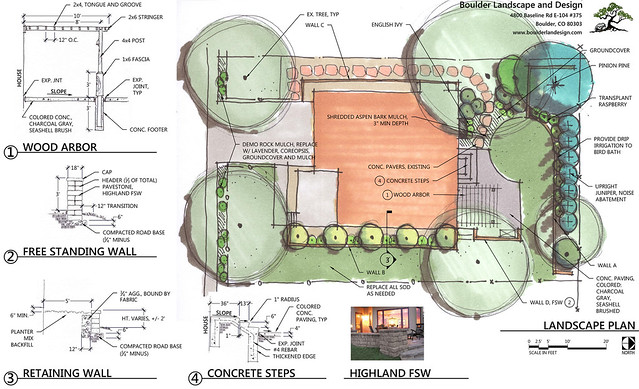 Boulder Landscape and Design
4800 Baseline Rd E-104 #375
Boulder, CO 80303
www.boulderlandesign.com
10'
8'
2x4, TONGUE AND GROOVE
2x6 STRINGER
12" O.C.
4x4 POST
1x6 FASCIA
HOUSE
EXP. JNT
SLOPE
3'
3'
EXP.
JOINT,
TYP
COLORED CONC.,
CHARCOAL GRAY,
SEASHELL BRUSH
CONC. FOOTER
1 WOOD ARBOR
18"
CAP
HEADER (½ OF TOTAL)
PAVESTONE,
HIGHLAND FSW
3'
12" TRANSITION
6"
COMPACTED ROAD BASE
(¾" MINUS
2 FREE STANDING WALL
5'
¾" AGG., BOUND BY
FABRIC
6" MIN.
HT. VARIES, +/- 2'
PLANTER
MIX
BACKFILL
4"
6"
COMPACTED ROAD BASE
(¾" MINUS)
12"
3 RETAINING WALL
36"
13"
1" RADIUS
COLORED
CONC.
PAVING, TYP
HOUSE
SLOPE
1"
4"
6"
EXP. JOINT
#4 REBAR
THICKENED EDGE
12"
4 CONCRETE STEPS
HIGHLAND FSW
EX. TREE, TYP
WALL C
ENGLISH IVY
GROUNDCOVER
PINION PINE
TRANSPLANT
RASPBERRY
SHREDDED ASPEN BARK MULCH,
3" MIN DEPTH
DEMO ROCK MULCH, REPLACE
W/ LAVENDER, COREOPSIS,
GROUNDCOVER AND MULCH
PROVIDE DRIP
IRRIGATION TO
BIRD BATH
CONC. PAVERS, EXISTING
4 CONCRETE STEPS
1 WOOD ARBOR
UPRIGHT
JUNIPER, NOISE
ABATEMENT
3
WALL B
REPLACE ALL SOD
AS NEEDED
WALL A
CONC. PAVING,
COLORED:
CHARCOAL
GRAY,
SEASHELL
BRUSHED
WALL D, FSW 2
LANDSCAPE PLAN
0 2.5' 5' 10' 20'
SCALE IN FEET
NORTH